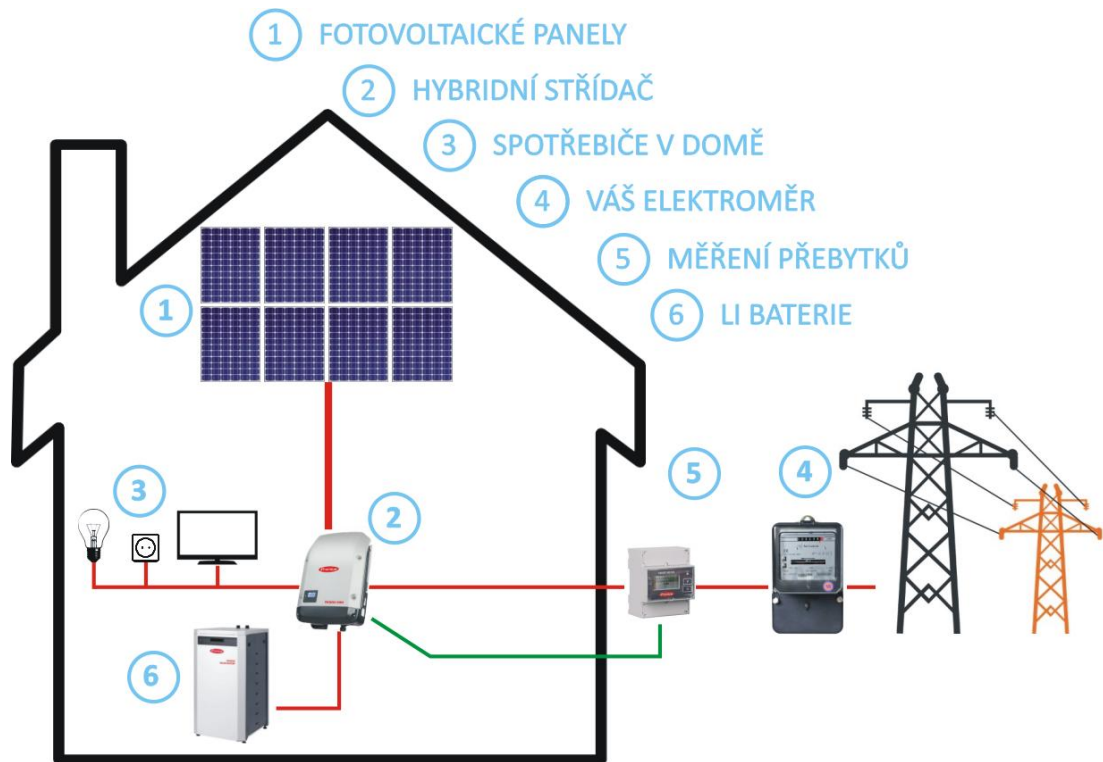 1 FOTOVOLTAICKÉ PANELY
2 HYBRIDNÍ STŘÍDAČ
3 SPOTŘEBIČE V DOMĚ
4 VÁŠ ELEKTROMĚR
5 MĚŘENÍ PŘEBYTKŮ
6 LI BATERIE
1
5
4
3
2
6